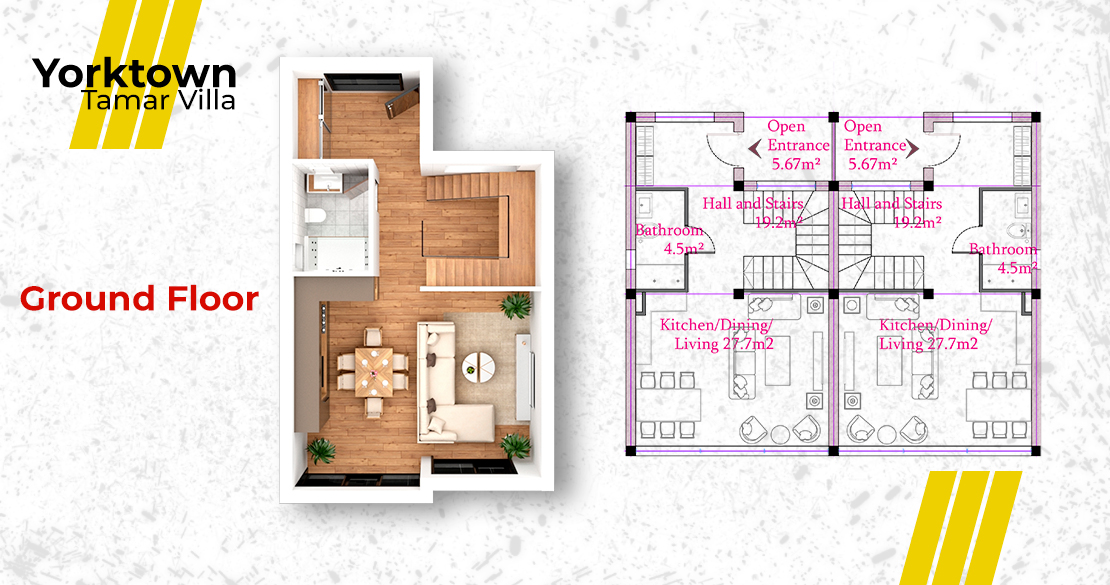 Yorktown
Tamar Villa
Ground Floor
Open
Entrance
5.67m²
Open
Entrance
5.67m²
Hall and Stairs
19.2m²
Hall and Stairs
19.2m²
Bathroom
4.5m²
Bathroom
4.5m²
Kitchen/Dining/
Living 27.7m2
Kitchen/Dining/
Living 27.7m2